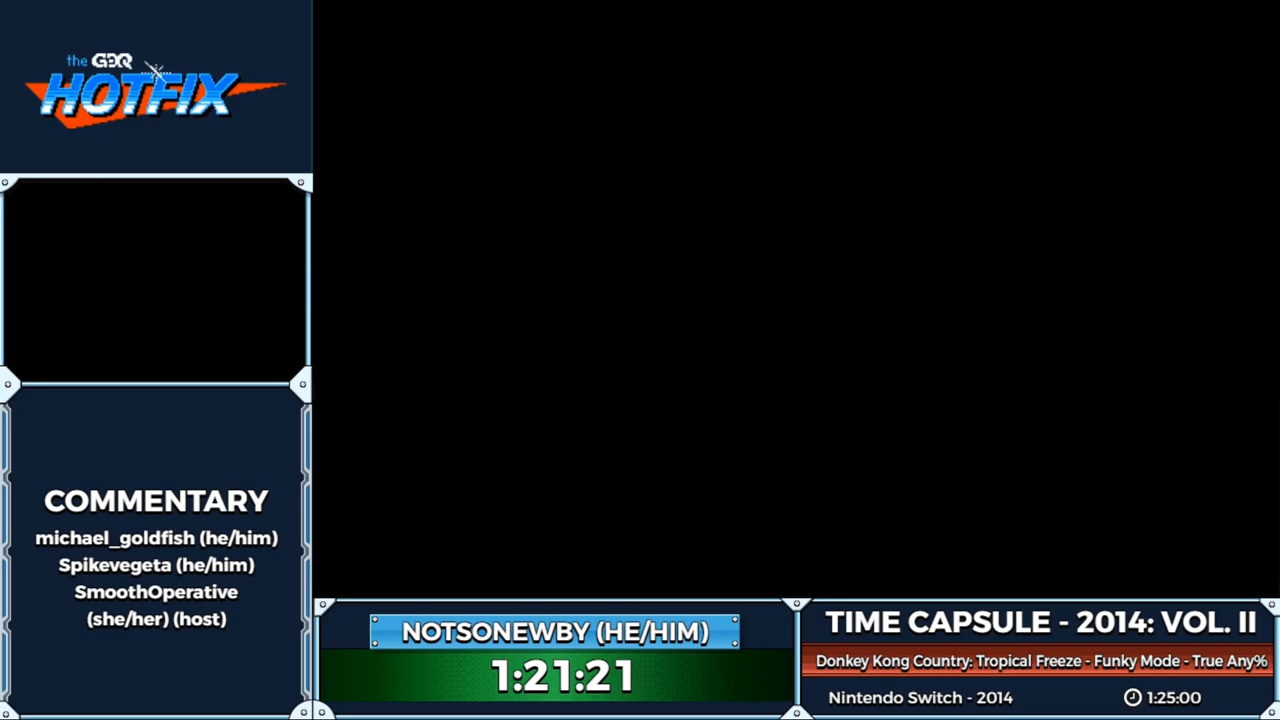 the GDQ
HOTFIX
COMMENTARY
michael_goldfish (he/him)
Spikevegeta (he/him)
SmoothOperative
(she/her) (host)
NOTSONEWBY (HE/HIM)
1:21:21
TIME CAPSULE - 2014: VOL. II
Donkey Kong Country: Tropical Freeze - Funky Mode - True Any%
Nintendo Switch - 2014 1:25:00